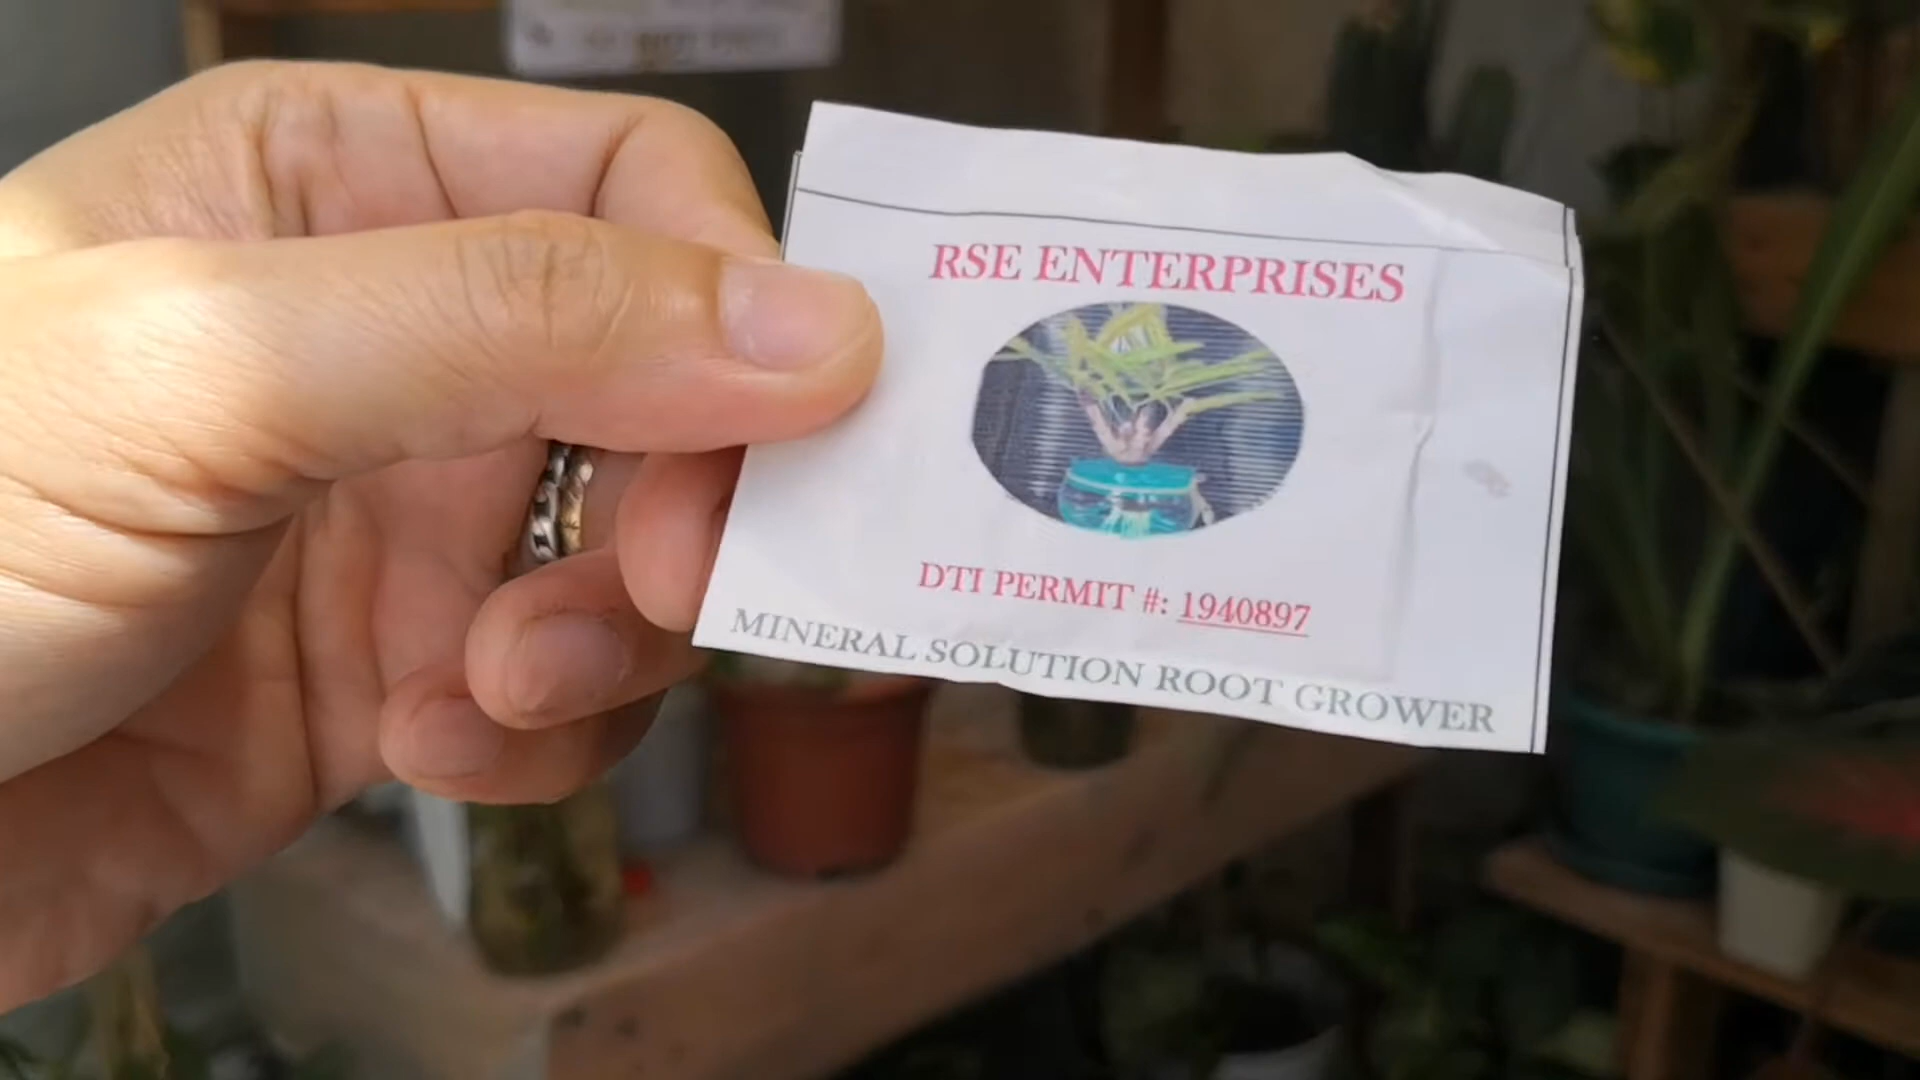 RSE ENTERPRISES
DTI PERMIT #: 1940897
MINERAL SOLUTION ROOT GROWER